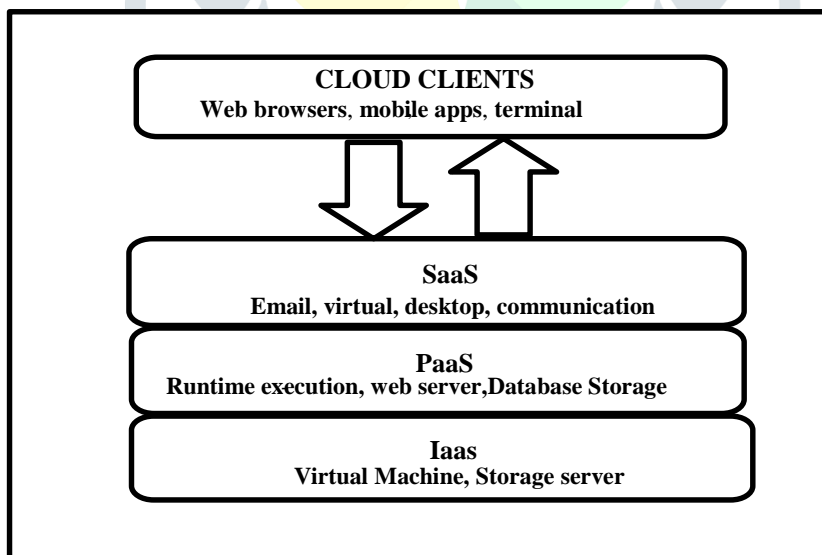 CLOUD CLIENTS
Web browsers, mobile apps, terminal
SaaS
Email, virtual, desktop, communication
PaaS
Runtime execution, web server,Database Storage
Iaas
Virtual Machine, Storage server